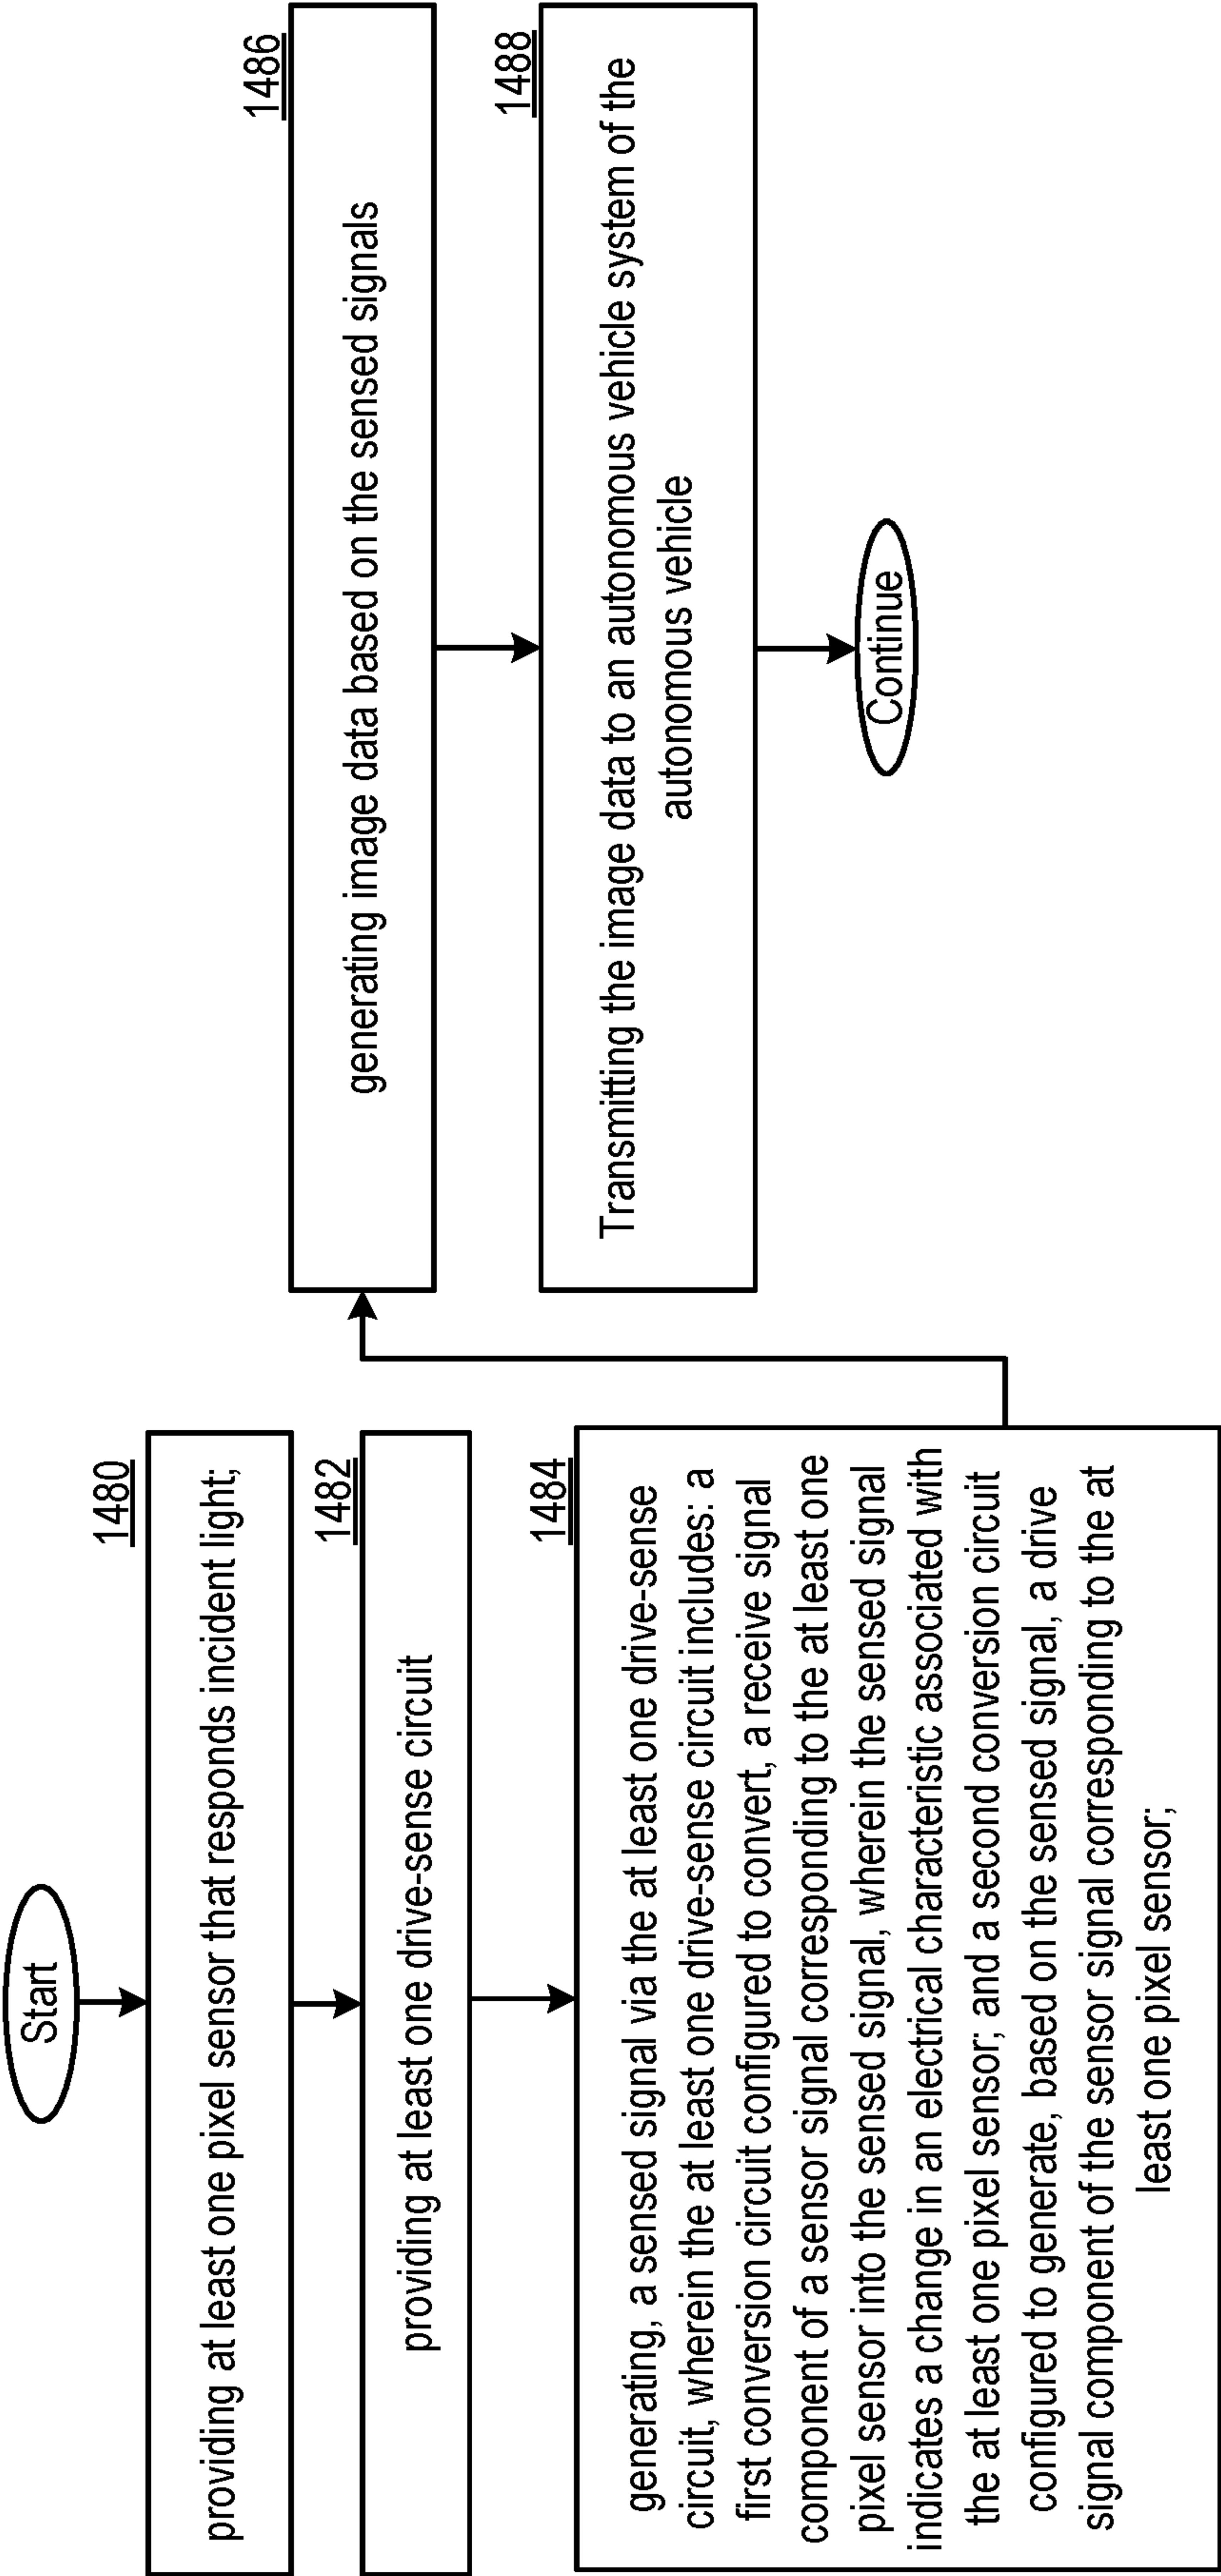 Start
1480
providing at least one pixel sensor that responds incident light;
1482
providing at least one drive-sense circuit
1484
generating, a sensed signal via the at least one drive-sense
circuit, wherein the at least one drive-sense circuit includes: a
first conversion circuit configured to convert, a receive signal
component of a sensor signal corresponding to the at least one
pixel sensor into the sensed signal, wherein the sensed signal
indicates a change in an electrical characteristic associated with
the at least one pixel sensor; and a second conversion circuit
configured to generate, based on the sensed signal, a drive
signal component of the sensor signal corresponding to the at
least one pixel sensor;
1486
generating image data based on the sensed signals
1488
Transmitting the image data to an autonomous vehicle system of the
autonomous vehicle
Continue